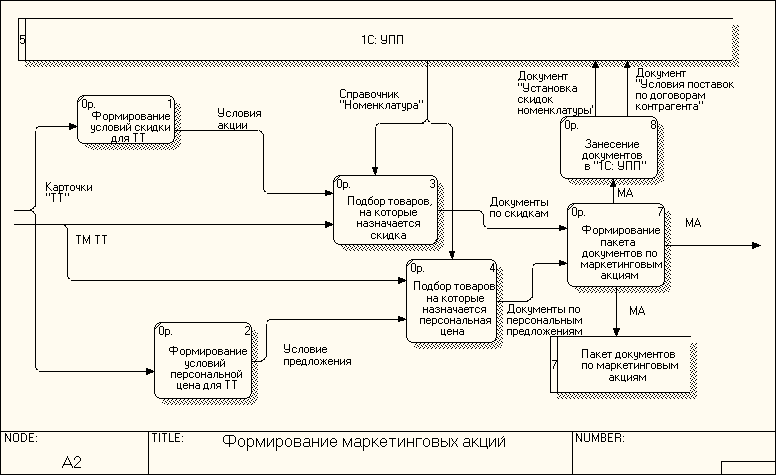 5
1С: УПП
Справочник
"Номенклатура"
Документ
"Установка
скидок
номенклатуры"
Документ
"Условия поставок
по договорам
контрагента"
0р. 1
Формирование
условий скидки
для ТТ
Условия
акции
0р. 8
Занесение
документов
в "1С: УПП"
МА
Карточки
"ТТ"
0р. 3
Подбор товаров,
на которые
назначается
скидка
Документы
по скидкам
0р. 7
Формирование
пакета
документов по
маркетинговым
акциям
МА
ТМ ТТ
0р. 4
Подбор товаров
на которые
назначается
персональная
цена
Документы по
персональным
предложениям
МА
0р. 2
Формирование
условий
персональной
цена для ТТ
Условие
предложения
7
Пакет документов
по маркетинговым
акциям
NODE:
A2
TITLE:
Формирование маркетинговых акций
NUMBER: